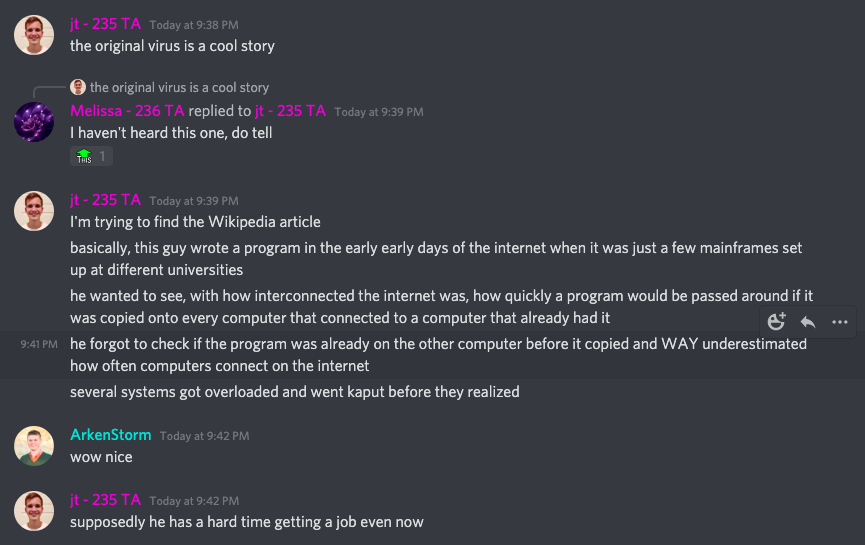 jt - 235 TA Today at 9:38 PM
the original virus is a cool story
the original virus is a cool story
Melissa - 236 TA replied to jt - 235 TA Today at 9:39 PM
I haven't heard this one, do tell
THIS 1
jt - 235 TA Today at 9:39 PM
I'm trying to find the Wikipedia article
basically, this guy wrote a program in the early early days of the internet when it was just a few mainframes set
up at different universities
he wanted to see, with how interconnected the internet was, how quickly a program would be passed around if it
was copied onto every computer that connected to a computer that already had it
9:41 PM he forgot to check if the program was already on the other computer before it copied and WAY underestimated
how often computers connect on the internet
several systems got overloaded and went kaput before they realized
ArkenStorm Today at 9:42 PM
wow nice
jt - 235 TA Today at 9:42 PM
supposedly he has a hard time getting a job even now